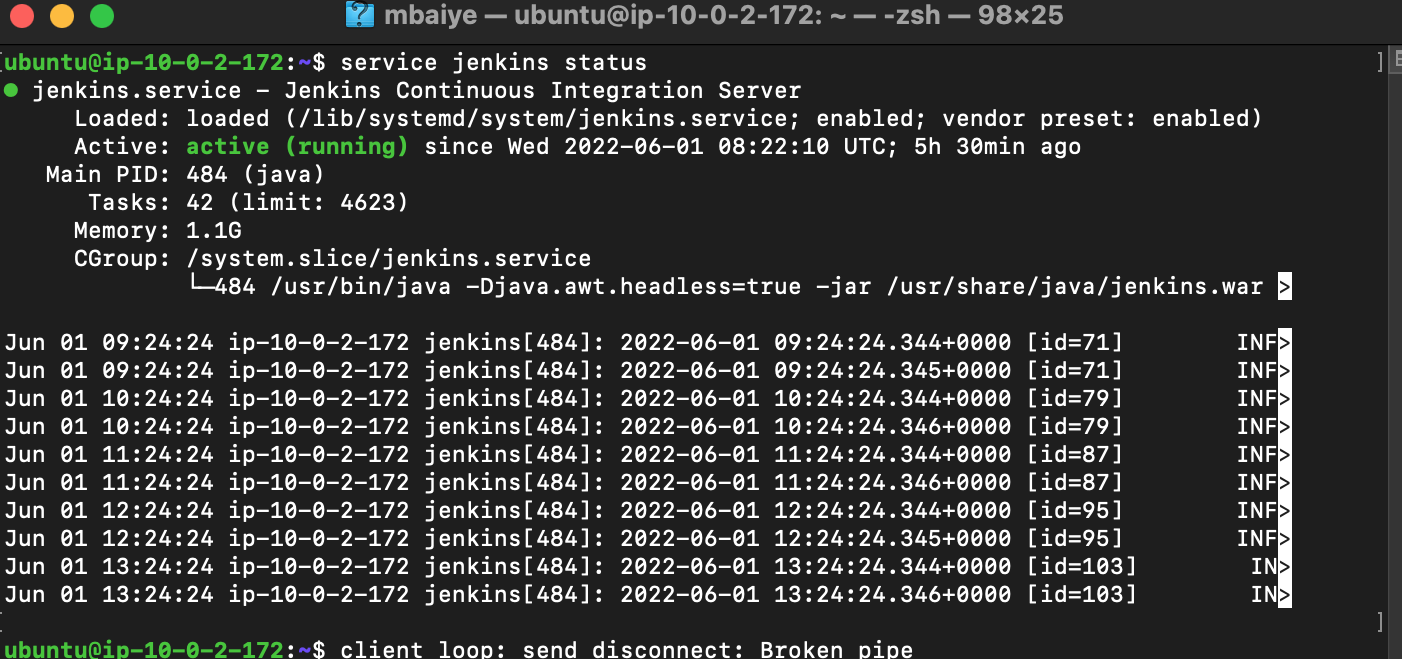 mbaiye — ubuntu@ip-10-0-2-172: ~ — -zsh — 98×25
[ubuntu@ip-10-0-2-172:~$ service jenkins status ]
● jenkins.service - Jenkins Continuous Integration Server
Loaded: loaded (/lib/systemd/system/jenkins.service; enabled; vendor preset: enabled)
Active: active (running) since Wed 2022-06-01 08:22:10 UTC; 5h 30min ago
Main PID: 484 (java)
Tasks: 42 (limit: 4623)
Memory: 1.1G
CGroup: /system.slice/jenkins.service
└─484 /usr/bin/java -Djava.awt.headless=true -jar /usr/share/java/jenkins.war >
Jun 01 09:24:24 ip-10-0-2-172 jenkins[484]: 2022-06-01 09:24:24.344+0000 [id=71] INF>
Jun 01 09:24:24 ip-10-0-2-172 jenkins[484]: 2022-06-01 09:24:24.345+0000 [id=71] INF>
Jun 01 10:24:24 ip-10-0-2-172 jenkins[484]: 2022-06-01 10:24:24.344+0000 [id=79] INF>
Jun 01 10:24:24 ip-10-0-2-172 jenkins[484]: 2022-06-01 10:24:24.346+0000 [id=79] INF>
Jun 01 11:24:24 ip-10-0-2-172 jenkins[484]: 2022-06-01 11:24:24.344+0000 [id=87] INF>
Jun 01 11:24:24 ip-10-0-2-172 jenkins[484]: 2022-06-01 11:24:24.346+0000 [id=87] INF>
Jun 01 12:24:24 ip-10-0-2-172 jenkins[484]: 2022-06-01 12:24:24.344+0000 [id=95] INF>
Jun 01 12:24:24 ip-10-0-2-172 jenkins[484]: 2022-06-01 12:24:24.345+0000 [id=95] INF>
Jun 01 13:24:24 ip-10-0-2-172 jenkins[484]: 2022-06-01 13:24:24.344+0000 [id=103] IN>
Jun 01 13:24:24 ip-10-0-2-172 jenkins[484]: 2022-06-01 13:24:24.346+0000 [id=103] IN>
[ ]
ubuntu@ip-10-0-2-172:~$ client_loop: send disconnect: Broken pipe